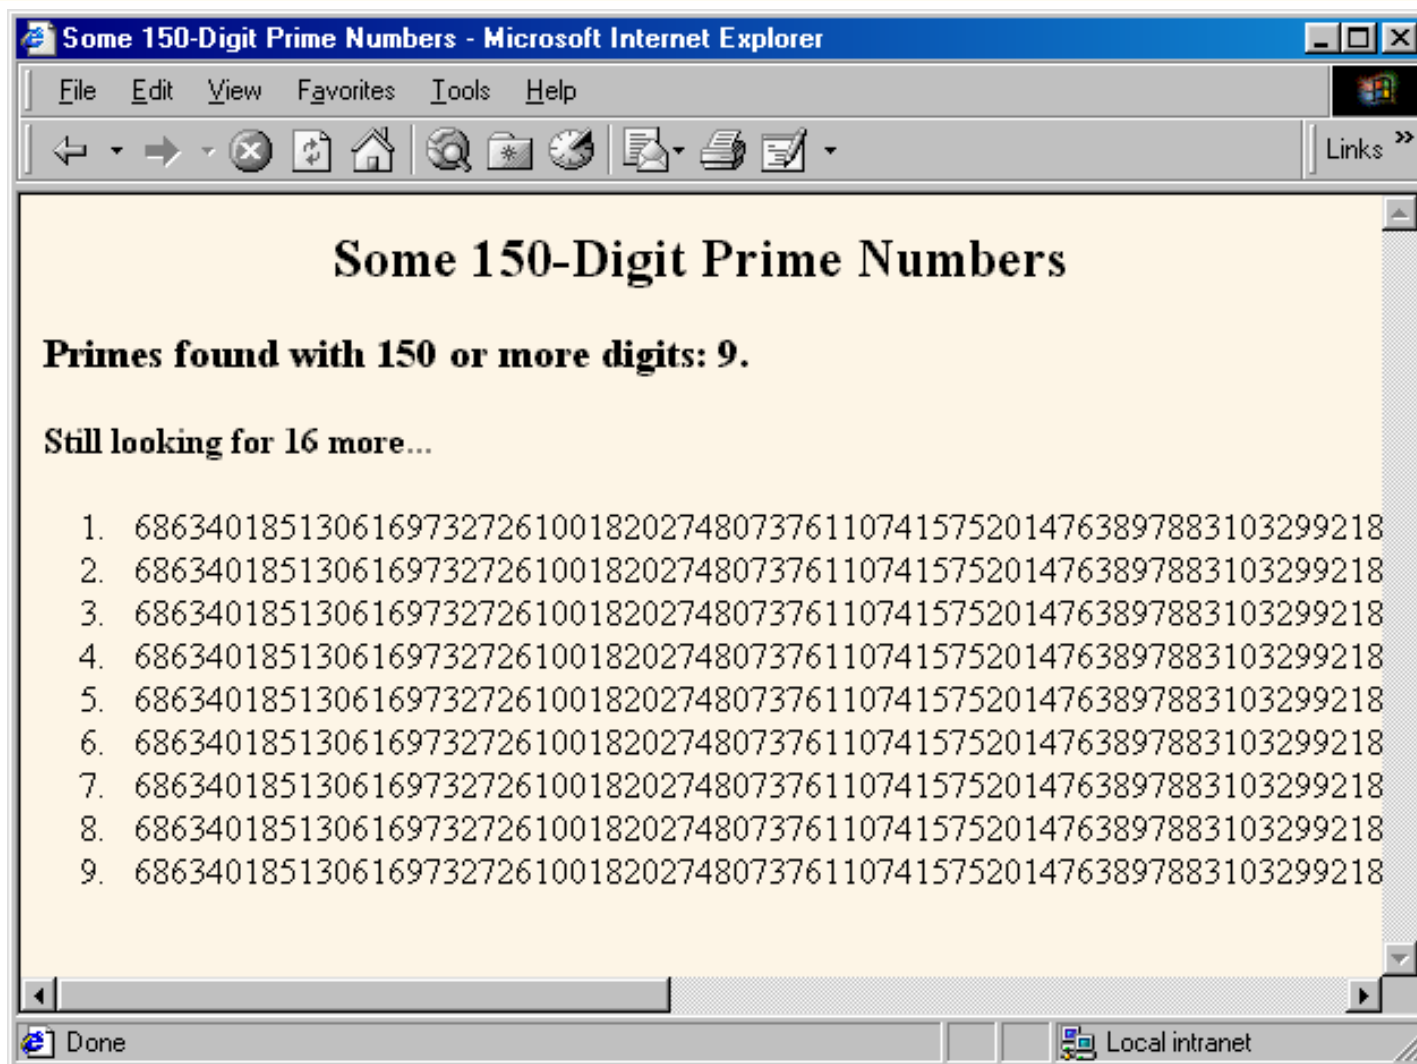 Some 150-Digit Prime Numbers - Microsoft Internet Explorer
File Edit View Favorites Tools Help
Links »
Some 150-Digit Prime Numbers
Primes found with 150 or more digits: 9.
Still looking for 16 more...
1. 686340185130616973272610018202748073761107415752014763897883103299218
2. 686340185130616973272610018202748073761107415752014763897883103299218
3. 686340185130616973272610018202748073761107415752014763897883103299218
4. 686340185130616973272610018202748073761107415752014763897883103299218
5. 686340185130616973272610018202748073761107415752014763897883103299218
6. 686340185130616973272610018202748073761107415752014763897883103299218
7. 686340185130616973272610018202748073761107415752014763897883103299218
8. 686340185130616973272610018202748073761107415752014763897883103299218
9. 686340185130616973272610018202748073761107415752014763897883103299218
Done Local intranet